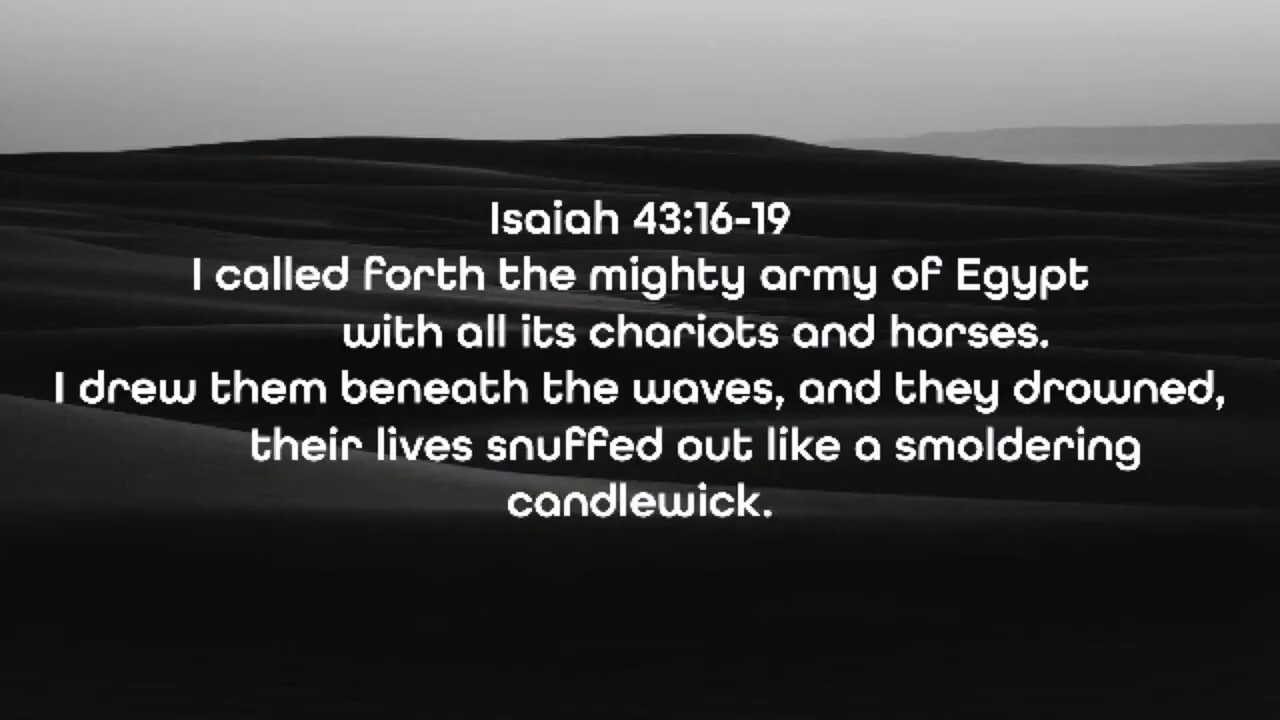 Isaiah 43:16-19
I called forth the mighty army of Egypt
with all its chariots and horses.
I drew them beneath the waves, and they drowned,
their lives snuffed out like a smoldering
candlewick.